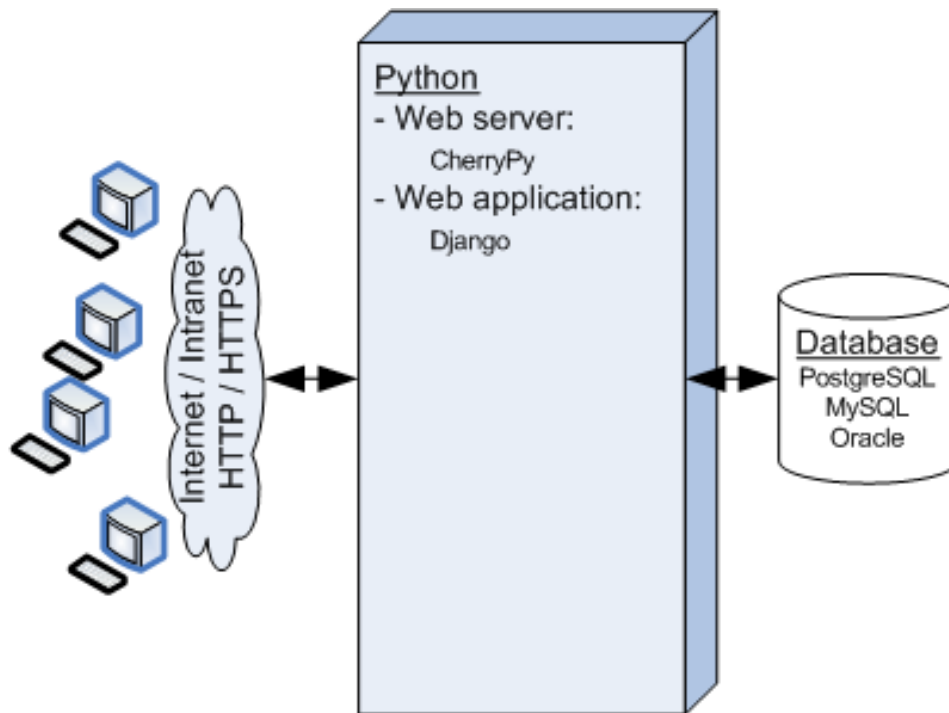 Internet / Intranet
HTTP / HTTPS
Python
- Web server:
CherryPy
- Web application:
Django
Database
PostgreSQL
MySQL
Oracle